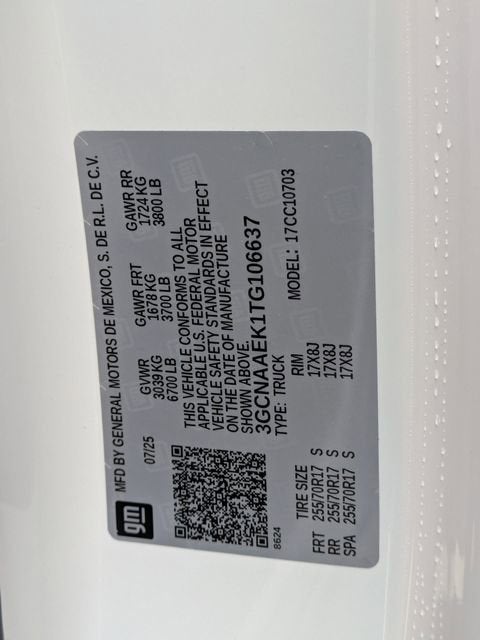 gm MFD BY GENERAL MOTORS DE MEXICO, S. DE R.L. DE C.V.
07/25 GVWR GAWR FRT GAWR RR
3039 KG 1678 KG 1724 KG
6700 LB 3700 LB 3800 LB
THIS VEHICLE CONFORMS TO ALL
APPLICABLE U.S. FEDERAL MOTOR
VEHICLE SAFETY STANDARDS IN EFFECT
ON THE DATE OF MANUFACTURE
SHOWN ABOVE.
3GCNAAEK1TG106637
8624 TYPE: TRUCK MODEL: 17CC10703
TIRE SIZE RIM
FRT 255/70R17 S 17X8J
RR 255/70R17 S 17X8J
SPA 255/70R17 S 17X8J